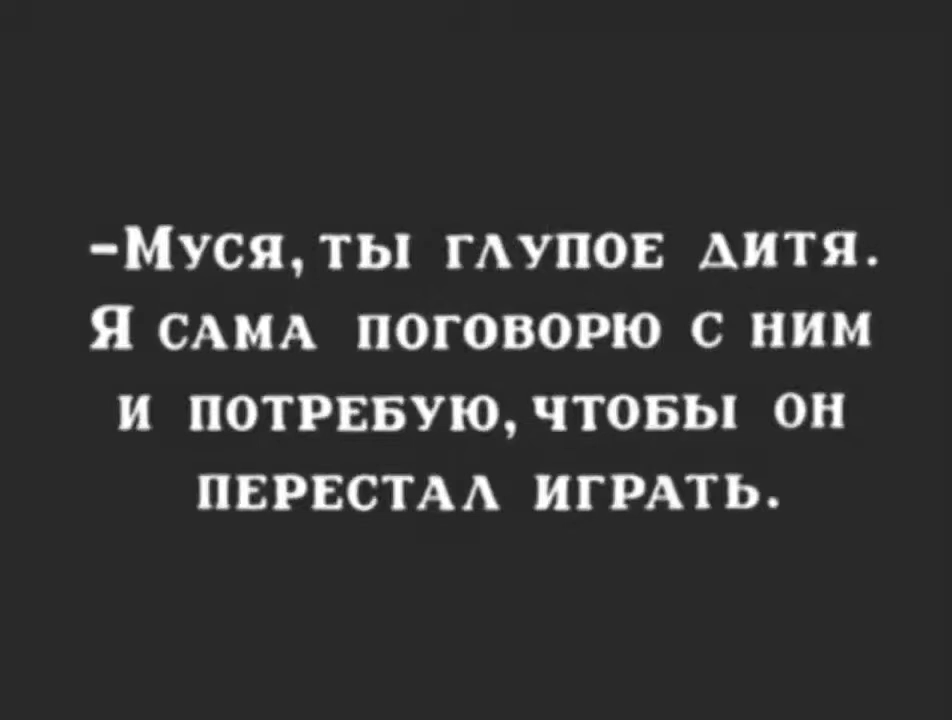 –Муся, ты глупое дитя.
Я сама поговорю с ним
и потребую, чтобы он
перестал играть.